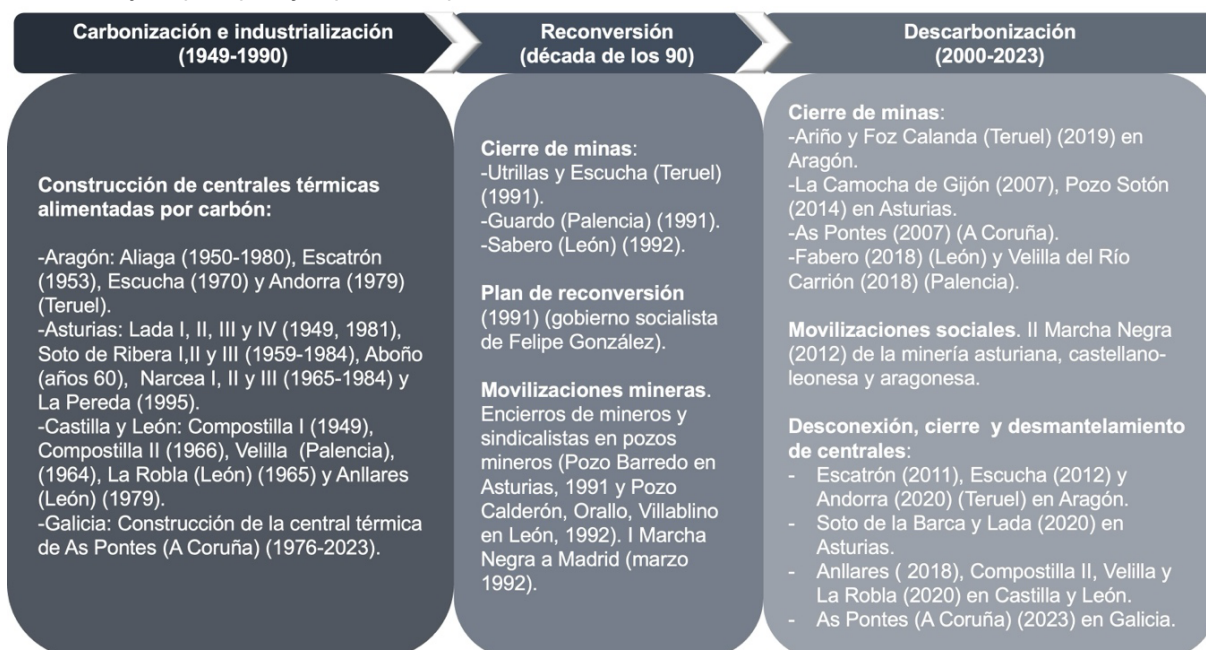 Carbonización e industrialización
(1949-1990)
Reconversión
(década de los 90)
Descarbonización
(2000-2023)
Construcción de centrales térmicas
alimentadas por carbón:
-Aragón: Aliaga (1950-1980), Escatrón
(1953), Escucha (1970) y Andorra (1979)
(Teruel).
-Asturias: Lada I, II, III y IV (1949, 1981),
Soto de Ribera I,II y III (1959-1984), Aboño
(años 60), Narcea I, II y III (1965-1984) y
La Pereda (1995).
-Castilla y León: Compostilla I (1949),
Compostilla II (1966), Velilla (Palencia),
(1964), La Robla (León) (1965) y Anllares
(León) (1979).
-Galicia: Construcción de la central térmica
de As Pontes (A Coruña) (1976-2023).
Cierre de minas:
-Utrillas y Escucha (Teruel)
(1991).
-Guardo (Palencia) (1991).
-Sabero (León) (1992).
Plan de reconversión
(1991) (gobierno socialista
de Felipe González).
Movilizaciones mineras.
Encierros de mineros y
sindicalistas en pozos
mineros (Pozo Barredo en
Asturias, 1991 y Pozo
Calderón, Orallo, Villablino
en León, 1992). I Marcha
Negra a Madrid (marzo
1992).
Cierre de minas:
-Ariño y Foz Calanda (Teruel) (2019) en
Aragón.
-La Camocha de Gijón (2007), Pozo Sotón
(2014) en Asturias.
-As Pontes (2007) (A Coruña).
-Fabero (2018) (León) y Velilla del Río
Carrión (2018) (Palencia).
Movilizaciones sociales. II Marcha Negra
(2012) de la minería asturiana, castellano-
leonesa y aragonesa.
Desconexión, cierre y desmantelamiento
de centrales:
- Escatrón (2011), Escucha (2012) y
Andorra (2020) (Teruel) en Aragón.
- Soto de la Barca y Lada (2020) en
Asturias.
- Anllares ( 2018), Compostilla II, Velilla y
La Robla (2020) en Castilla y León.
- As Pontes (A Coruña) (2023) en Galicia.